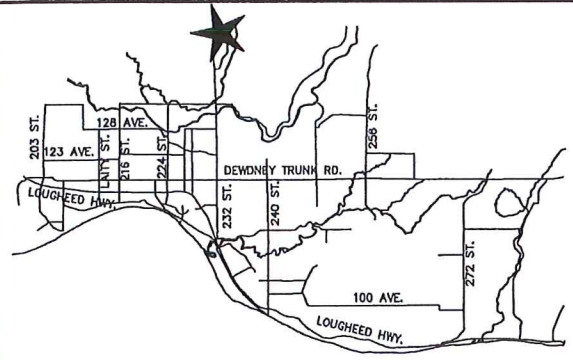 203 ST.
123 AVE.
LNITY ST.
216 ST.
128 AVE.
224 ST.
232 ST.
DEWDNEY TRUNK RD.
240 ST.
256 ST.
LOUGHEED HWY.
272 ST.
100 AVE.
LOUGHEED HWY.